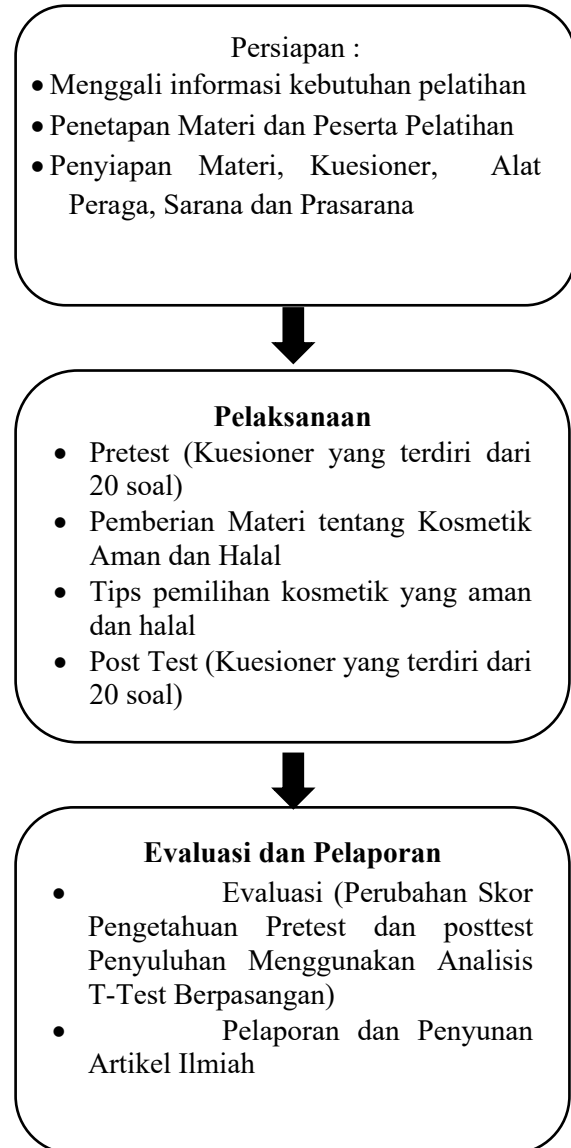 Persiapan :
• Menggali informasi kebutuhan pelatihan
• Penetapan Materi dan Peserta Pelatihan
• Penyiapan Materi, Kuesioner, Alat
Peraga, Sarana dan Prasarana
Pelaksanaan
• Pretest (Kuesioner yang terdiri dari
20 soal)
• Pemberian Materi tentang Kosmetik
Aman dan Halal
• Tips pemilihan kosmetik yang aman
dan halal
• Post Test (Kuesioner yang terdiri dari
20 soal)
Evaluasi dan Pelaporan
• Evaluasi (Perubahan Skor
Pengetahuan Pretest dan posttest
Penyuluhan Menggunakan Analisis
T-Test Berpasangan)
• Pelaporan dan Penyunan
Artikel Ilmiah